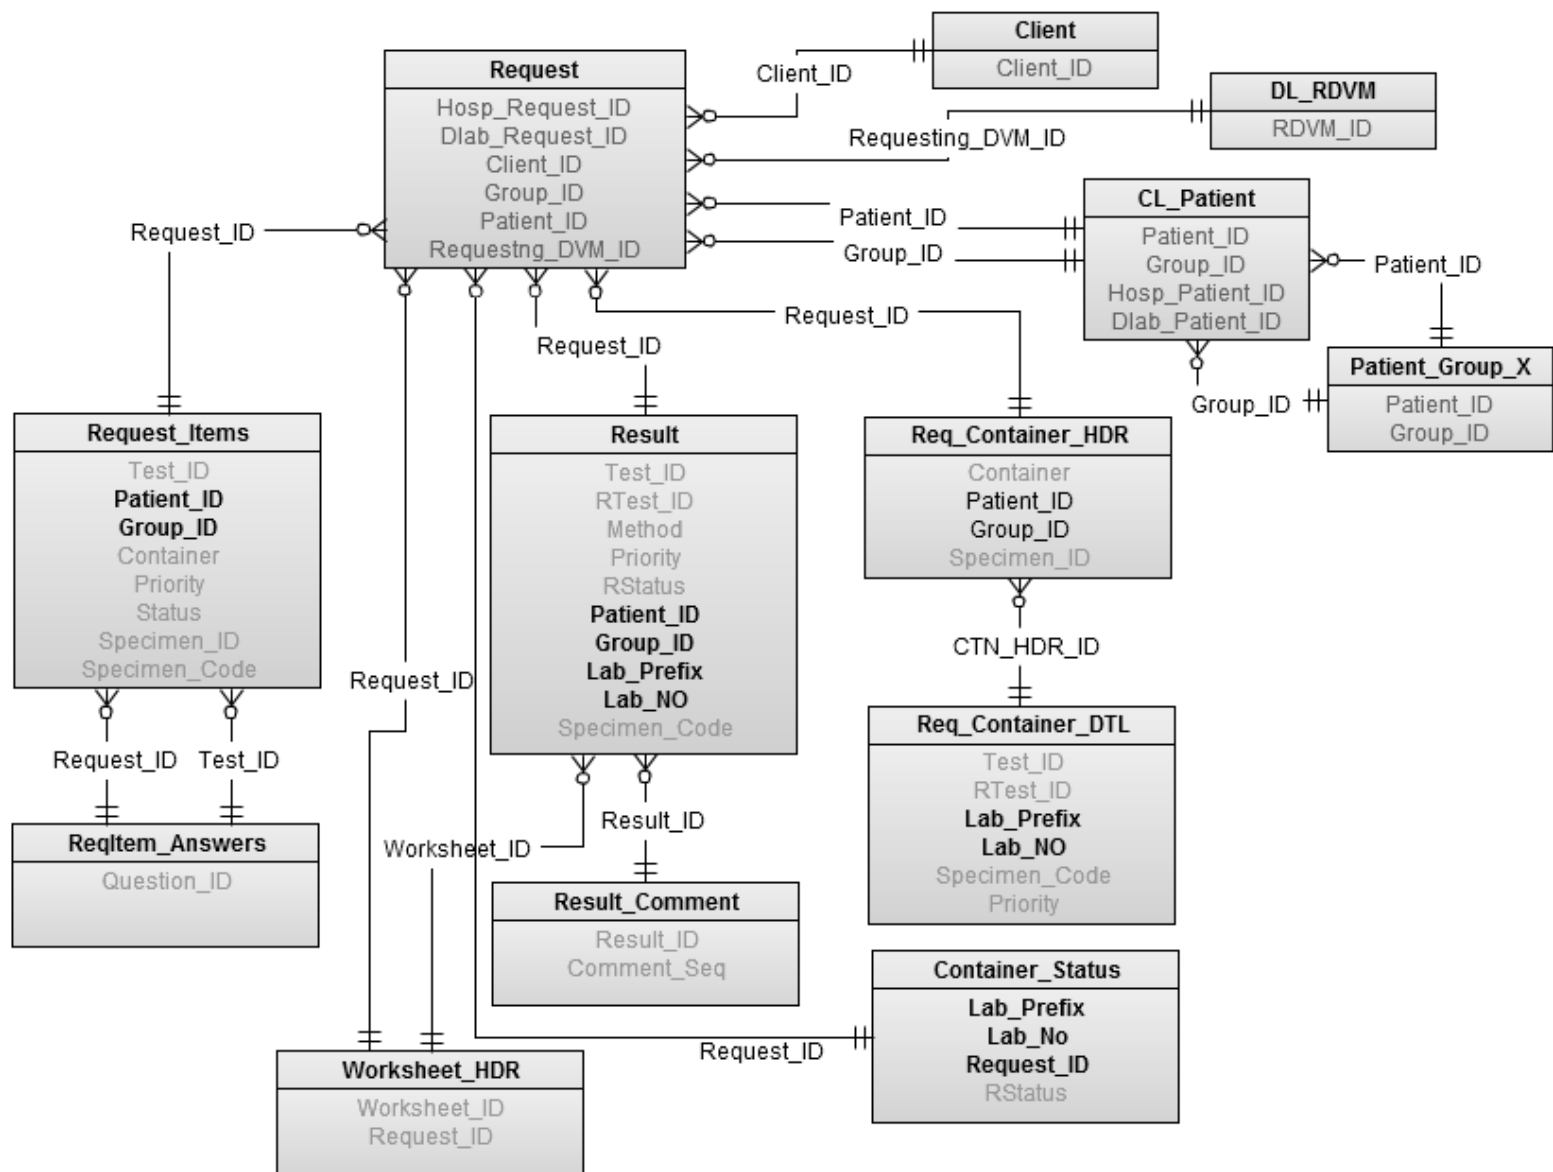 Client
Client_ID
Request
Hosp_Request_ID
Dlab_Request_ID
Client_ID
Group_ID
Patient_ID
Requestng_DVM_ID
Client_ID
DL_RDVM
RDVM_ID
Requesting_DVM_ID
CL_Patient
Patient_ID
Group_ID
Hosp_Patient_ID
Dlab_Patient_ID
Patient_ID
Group_ID
Patient_ID
Patient_Group_X
Patient_ID
Group_ID
Group_ID
Request_ID
Request_ID
Request_ID
Request_Items
Test_ID
Patient_ID
Group_ID
Container
Priority
Status
Specimen_ID
Specimen_Code
Result
Test_ID
RTest_ID
Method
Priority
RStatus
Patient_ID
Group_ID
Lab_Prefix
Lab_NO
Specimen_Code
Req_Container_HDR
Container
Patient_ID
Group_ID
Specimen_ID
CTN_HDR_ID
Request_ID
Request_ID
Test_ID
ReqItem_Answers
Question_ID
Worksheet_ID
Result_ID
Result_Comment
Result_ID
Comment_Seq
Req_Container_DTL
Test_ID
RTest_ID
Lab_Prefix
Lab_NO
Specimen_Code
Priority
Container_Status
Lab_Prefix
Lab_No
Request_ID
RStatus
Request_ID
Worksheet_HDR
Worksheet_ID
Request_ID